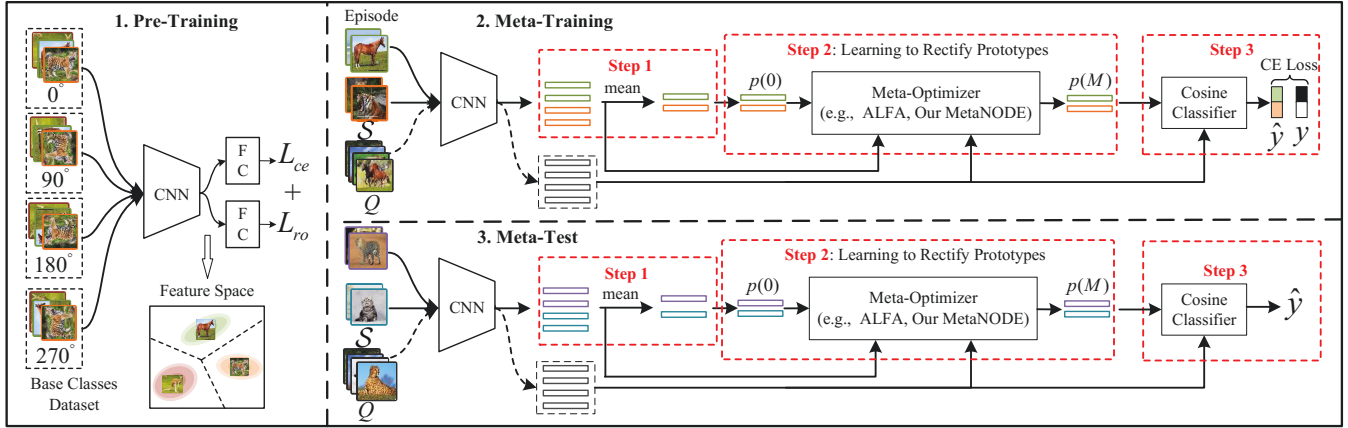 1. Pre-Training
0°
90°
180°
270°
Base Classes
Dataset
CNN
F
C
F
C
L_ce
+
L_ro
Feature Space
2. Meta-Training
Episode
S
Q
CNN
Step 1
mean
Step 2: Learning to Rectify Prototypes
p(0)
Meta-Optimizer
(e.g., ALFA, Our MetaNODE)
p(M)
Step 3
Cosine
Classifier
CE Loss
ŷ y
3. Meta-Test
S
Q
CNN
Step 1
mean
Step 2: Learning to Rectify Prototypes
p(0)
Meta-Optimizer
(e.g., ALFA, Our MetaNODE)
p(M)
Step 3
Cosine
Classifier
ŷ